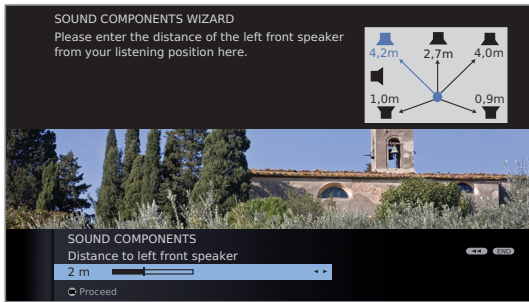 SOUND COMPONENTS WIZARD
Please enter the distance of the left front speaker
from your listening position here.
4,2m 2,7m 4,0m
1,0m 0,9m
SOUND COMPONENTS
Distance to left front speaker
2 m
END
OK Proceed